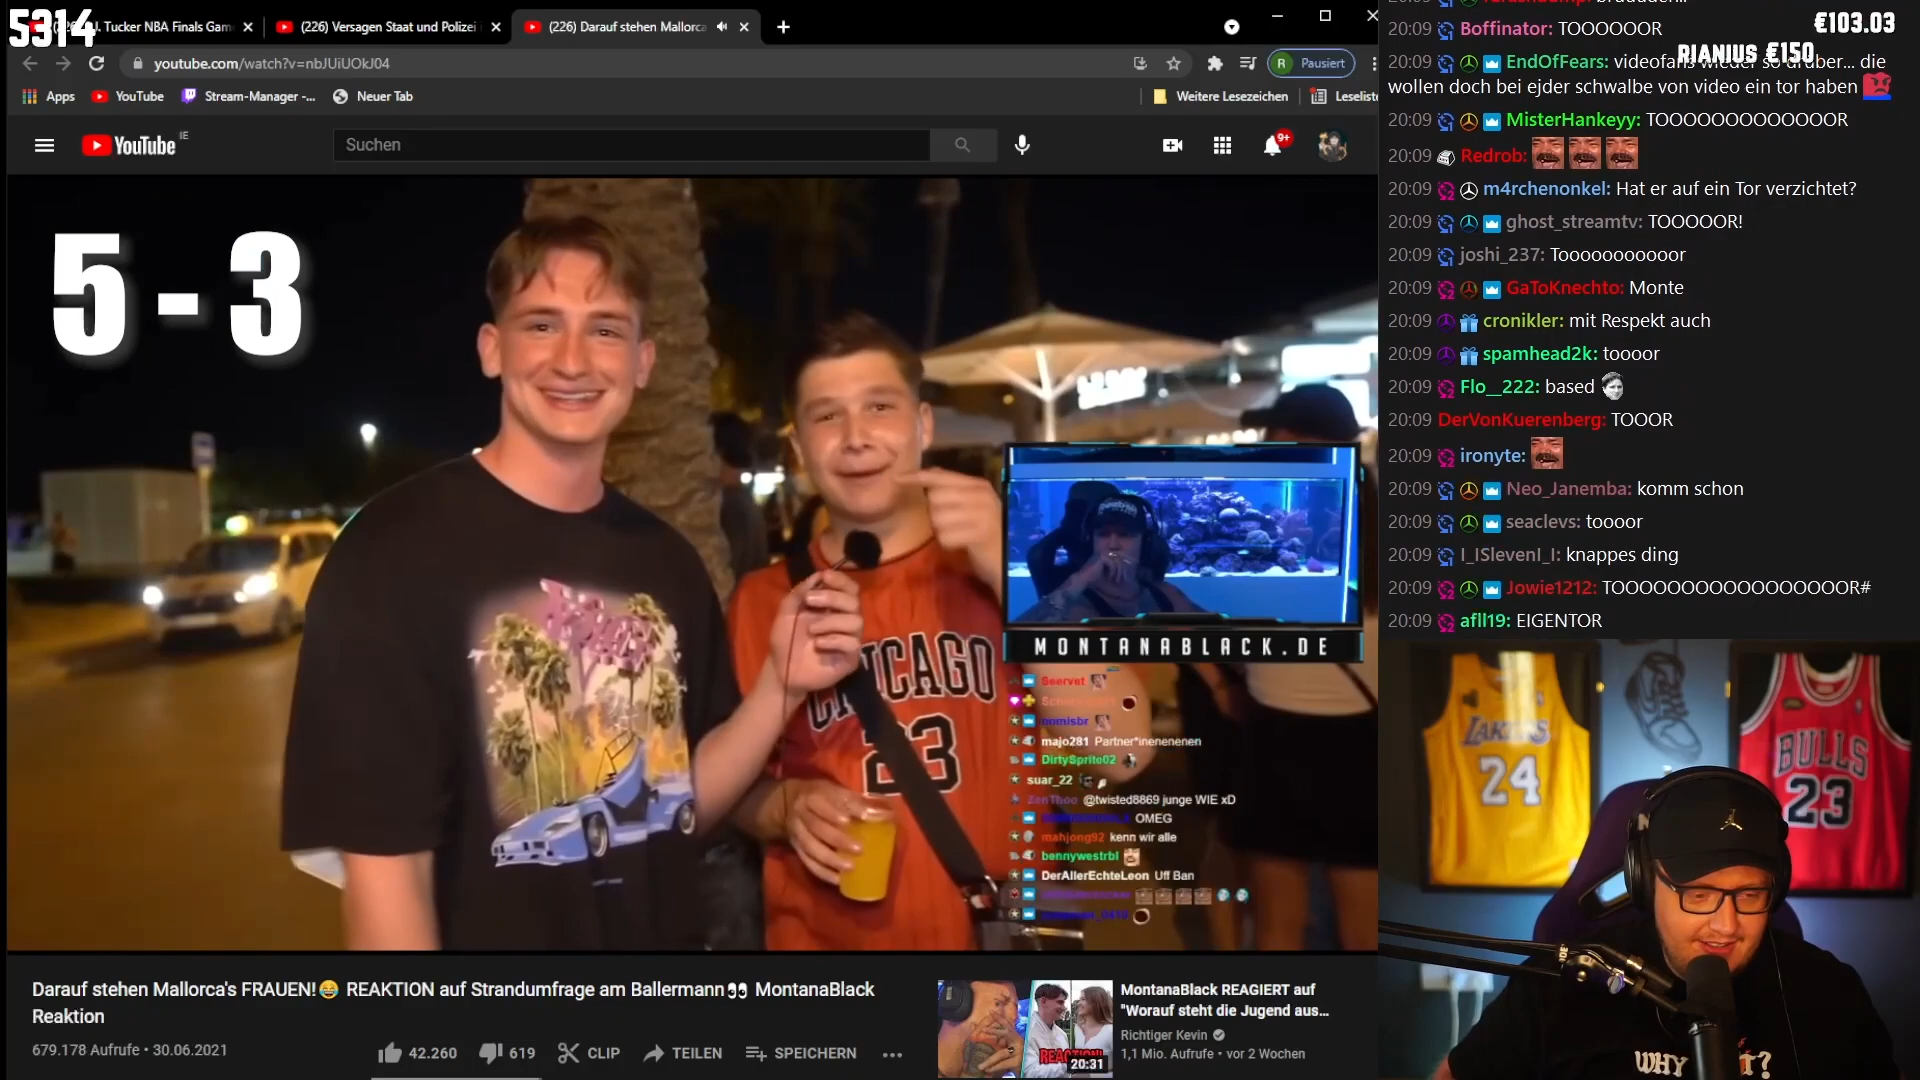 5314
J. Tucker NBA Finals Gam
(226) Versagen Staat und Polizei
(226) Darauf stehen Mallorca
youtube.com/watch?v=nbJUiUOkJ04
R Pausiert
Apps YouTube Stream-Manager -... Neuer Tab Weitere Lesezeichen Leseliste
YouTube IE
Suchen
9+
5 - 3
CHICAGO
23
MONTANABLACK.DE
Seervet
nomisbr
majo281 Partner*inenenenen
DirtySprite02
suar_22
ZenThoo @twisted8869 junge WIE xD
OMEG
mahjong92 kenn wir alle
bennywestrbl
DerAllerEchteLeon Uff Ban
Darauf stehen Mallorca's FRAUEN!😂 REAKTION auf Strandumfrage am Ballermann👀 MontanaBlack
Reaktion
679.178 Aufrufe • 30.06.2021
42.260 619 CLIP TEILEN SPEICHERN ...
REACTION!
20:31
MontanaBlack REAGIERT auf
"Worauf steht die Jugend aus...
Richtiger Kevin
1,1 Mio. Aufrufe • vor 2 Wochen
€103.03
RIANIUS €150
20:09 Boffinator: TOOOOOOR
20:09 EndOfFears: videofans wieder so drüber... die
wollen doch bei ejder schwalbe von video ein tor haben
20:09 MisterHankeyy: TOOOOOOOOOOOOOR
20:09 Redrob:
20:09 m4rchenonkel: Hat er auf ein Tor verzichtet?
20:09 ghost_streamtv: TOOOOOR!
20:09 joshi_237: Tooooooooooor
20:09 GaToKnechto: Monte
20:09 cronikler: mit Respekt auch
20:09 spamhead2k: toooor
20:09 Flo__222: based
20:09 DerVonKuerenberg: TOOOR
20:09 ironyte:
20:09 Neo_Janemba: komm schon
20:09 seaclevs: toooor
20:09 I_ISlevenI_I: knappes ding
20:09 Jowie1212: TOOOOOOOOOOOOOOOOOR#
20:09 afll19: EIGENTOR
LAKERS
24
BULLS
23
WHY
T?